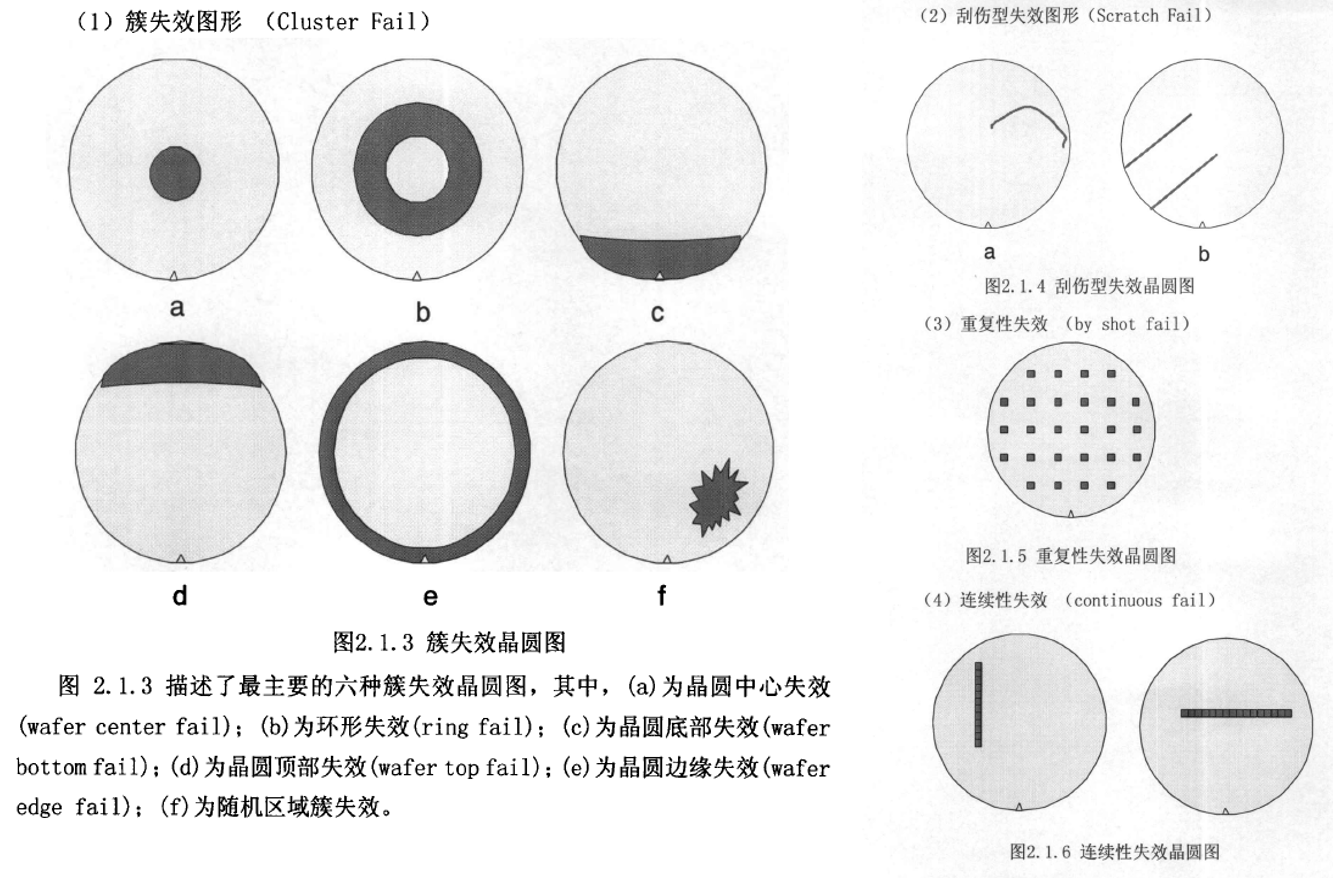 (1) 簇失效图形 (Cluster Fail)
a
b
c
d
e
f
图2.1.3 簇失效晶圆图
图 2.1.3 描述了最主要的六种簇失效晶圆图，其中，(a)为晶圆中心失效
(wafer center fail)；(b)为环形失效(ring fail)；(c)为晶圆底部失效(wafer
bottom fail)；(d)为晶圆顶部失效(wafer top fail)；(e)为晶圆边缘失效(wafer
edge fail)；(f)为随机区域簇失效。
(2) 刮伤型失效图形(Scratch Fail)
a
b
图2.1.4 刮伤型失效晶圆图
(3) 重复性失效 (by shot fail)
图2.1.5 重复性失效晶圆图
(4) 连续性失效 (continuous fail)
图2.1.6 连续性失效晶圆图